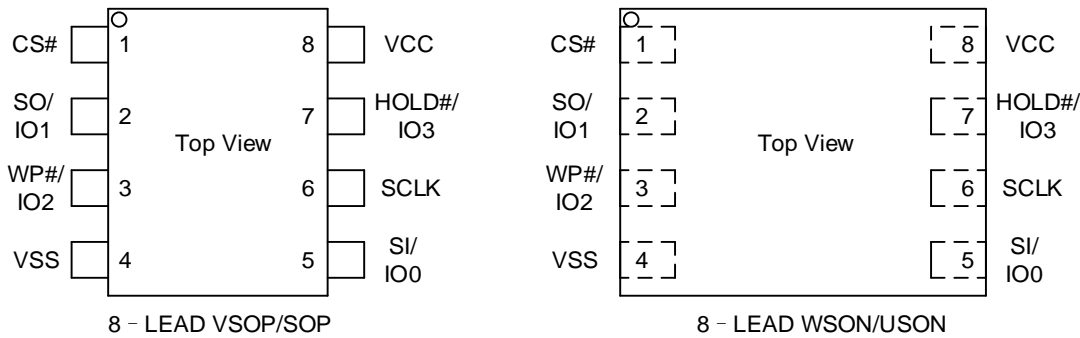 CS#
1
8
VCC
SO/
IO1
2
7
HOLD#/
IO3
Top View
WP#/
IO2
3
6
SCLK
VSS
4
5
SI/
IO0
8 – LEAD VSOP/SOP
CS#
1
8
VCC
SO/
IO1
2
7
HOLD#/
IO3
Top View
WP#/
IO2
3
6
SCLK
VSS
4
5
SI/
IO0
8 – LEAD WSON/USON